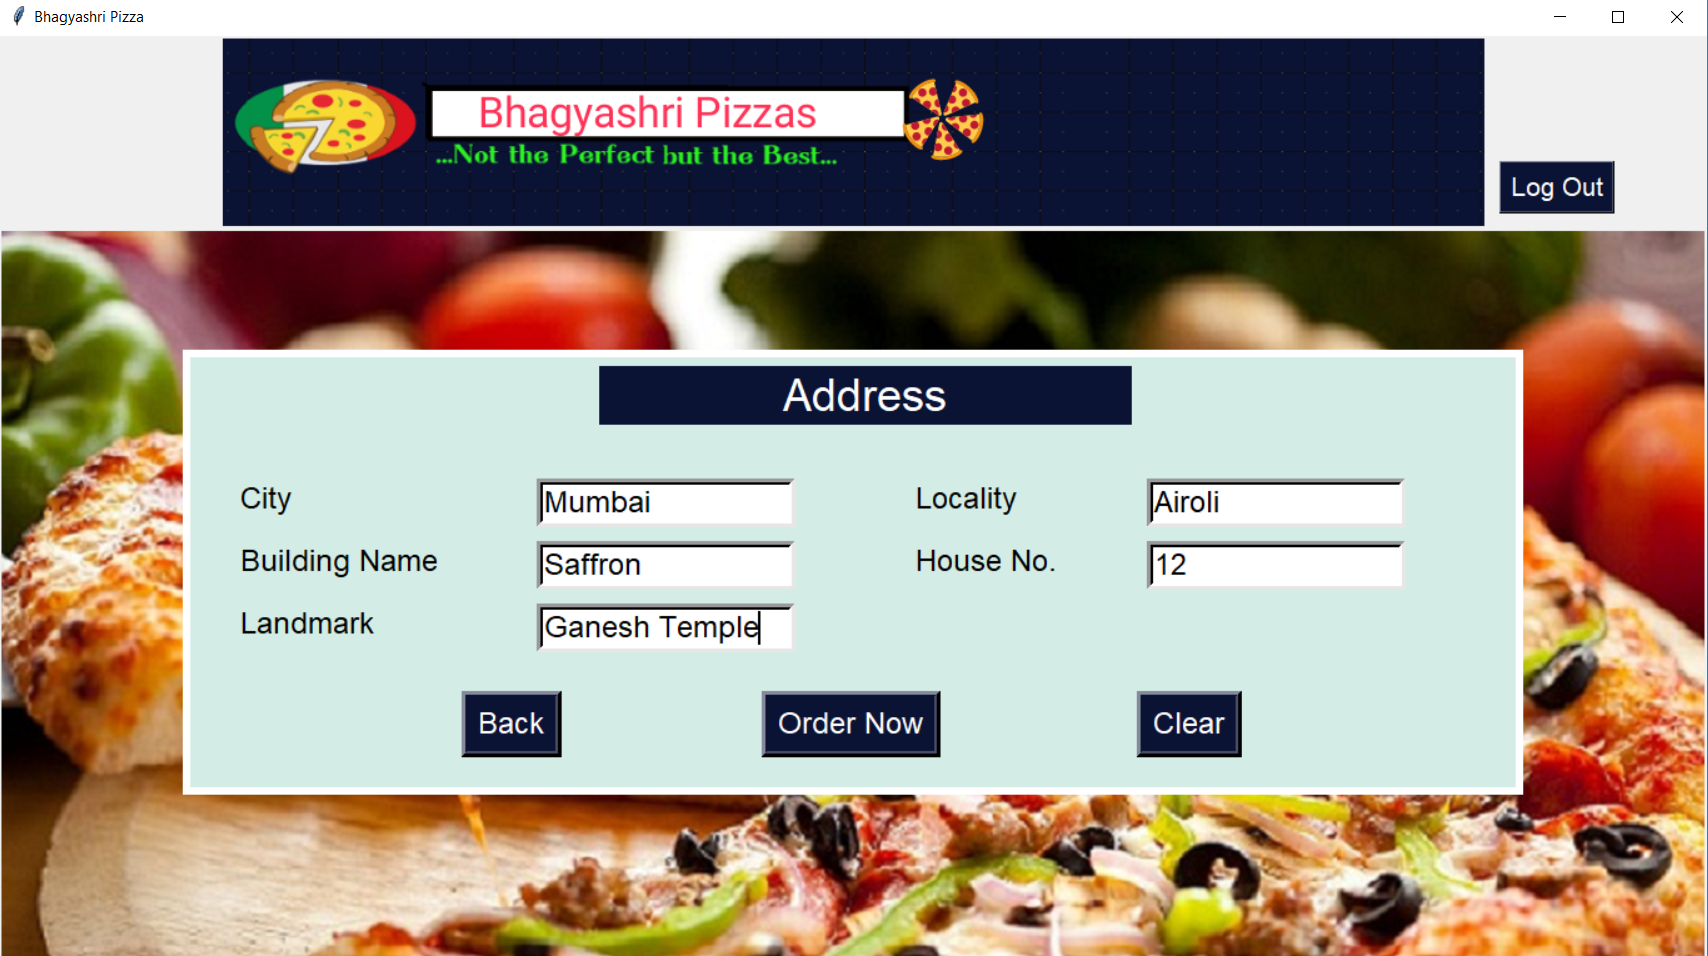 Bhagyashri Pizza
Bhagyashri Pizzas
...Not the Perfect but the Best...
Log Out
Address
City Mumbai Locality Airoli
Building Name Saffron House No. 12
Landmark Ganesh Temple
Back Order Now Clear